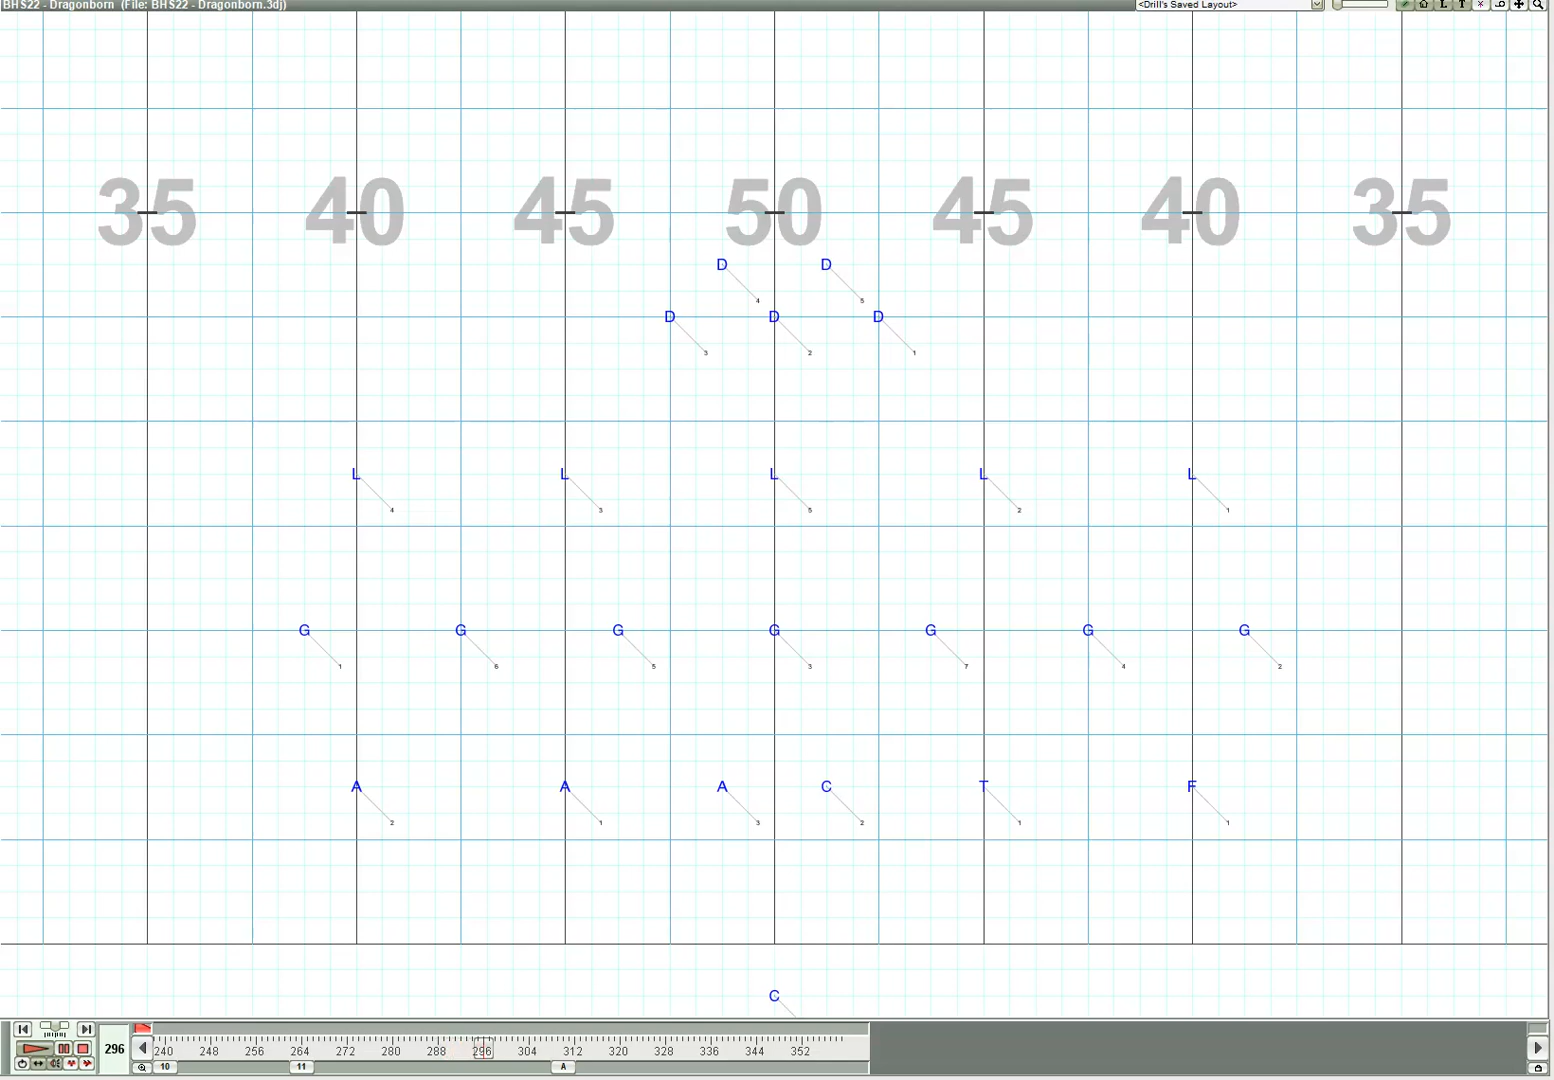 BHS22 - Dragonborn (File: BHS22 - Dragonborn.3dj)
<Drill's Saved Layout>
L T
35 40 45 50 45 40 35
D D
4 5
D D D
3 2 1
L L L L L
4 3 5 2 1
G G G G G G G
1 6 5 3 7 4 2
A A A C T F
2 1 3 2 1 1
C
296
240 248 256 264 272 280 288 296 304 312 320 328 336 344 352
10 11 A